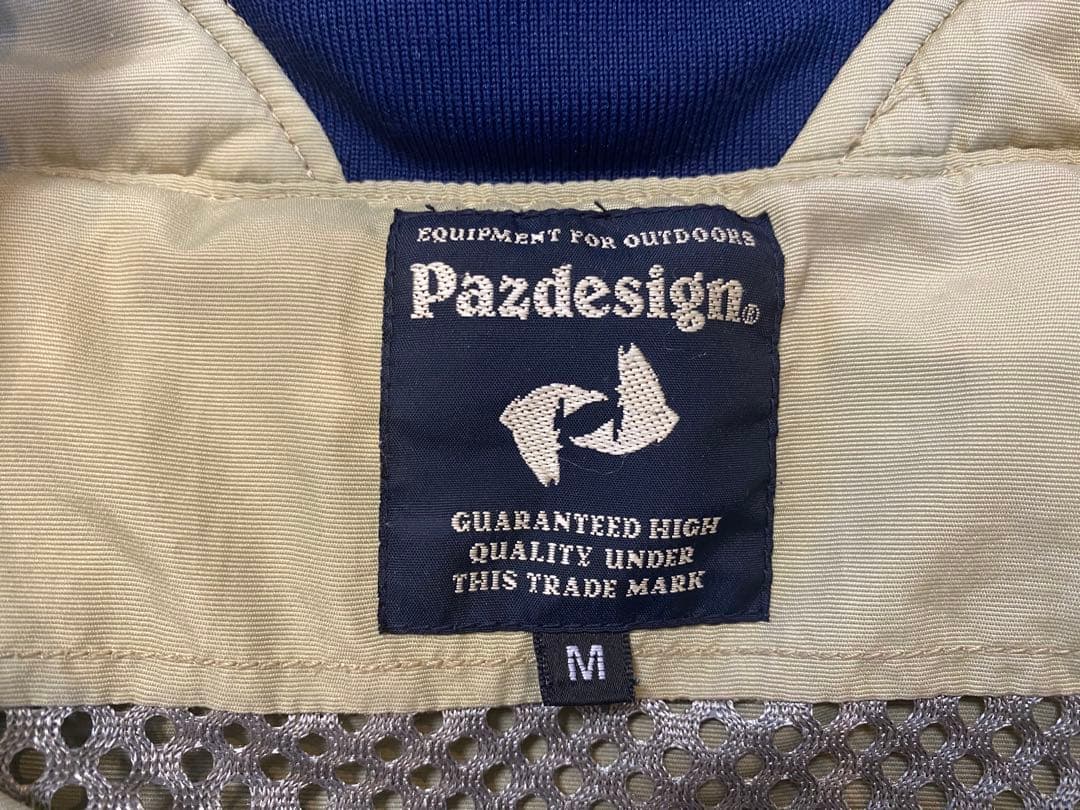 EQUIPMENT FOR OUTDOORS
Pazdesign®
GUARANTEED HIGH
QUALITY UNDER
THIS TRADE MARK
M